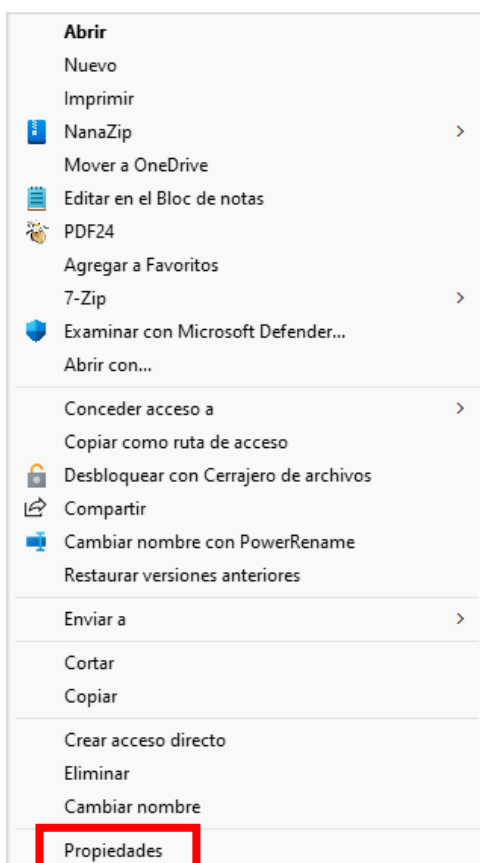 Abrir
Nuevo
Imprimir
NanaZip
Mover a OneDrive
Editar en el Bloc de notas
PDF24
Agregar a Favoritos
7-Zip
Examinar con Microsoft Defender...
Abrir con...
Conceder acceso a
Copiar como ruta de acceso
Desbloquear con Cerrajero de archivos
Compartir
Cambiar nombre con PowerRename
Restaurar versiones anteriores
Enviar a
Cortar
Copiar
Crear acceso directo
Eliminar
Cambiar nombre
Propiedades